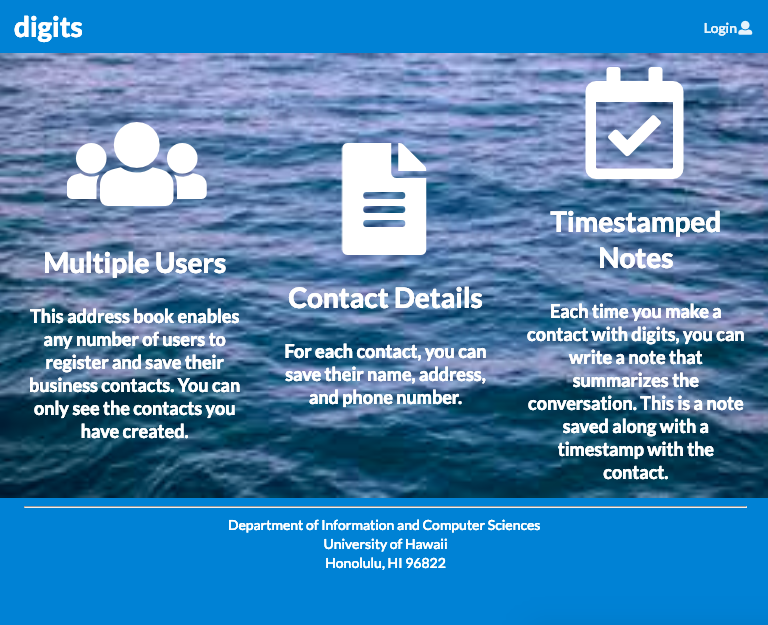 digits
Login
Multiple Users
This address book enables
any number of users to
register and save their
business contacts. You can
only see the contacts you
have created.
Contact Details
For each contact, you can
save their name, address,
and phone number.
Timestamped
Notes
Each time you make a
contact with digits, you can
write a note that
summarizes the
conversation. This is a note
saved along with a
timestamp with the
contact.
Department of Information and Computer Sciences
University of Hawaii
Honolulu, HI 96822